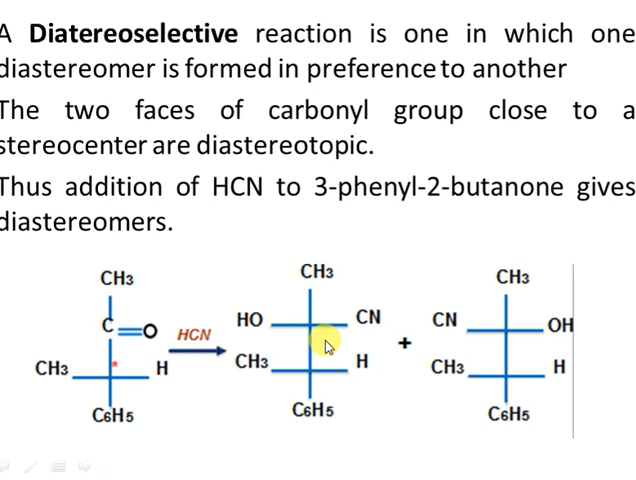 A Diatereoselective reaction is one in which one
diastereomer is formed in preference to another
The two faces of carbonyl group close to a
stereocenter are diastereotopic.
Thus addition of HCN to 3-phenyl-2-butanone gives
diastereomers.
CH3
C O
CH3 * H
C6H5
HCN
CH3
HO CN
CH3 H
C6H5
+
CH3
CN OH
CH3 H
C6H5